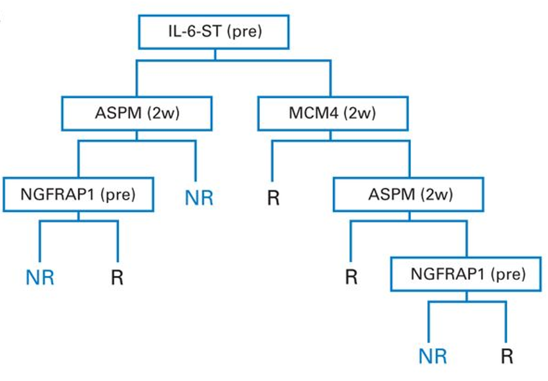 IL-6-ST (pre)
ASPM (2w)
MCM4 (2w)
NGFRAP1 (pre)
NR
R
ASPM (2w)
NR
R
R
NGFRAP1 (pre)
NR
R